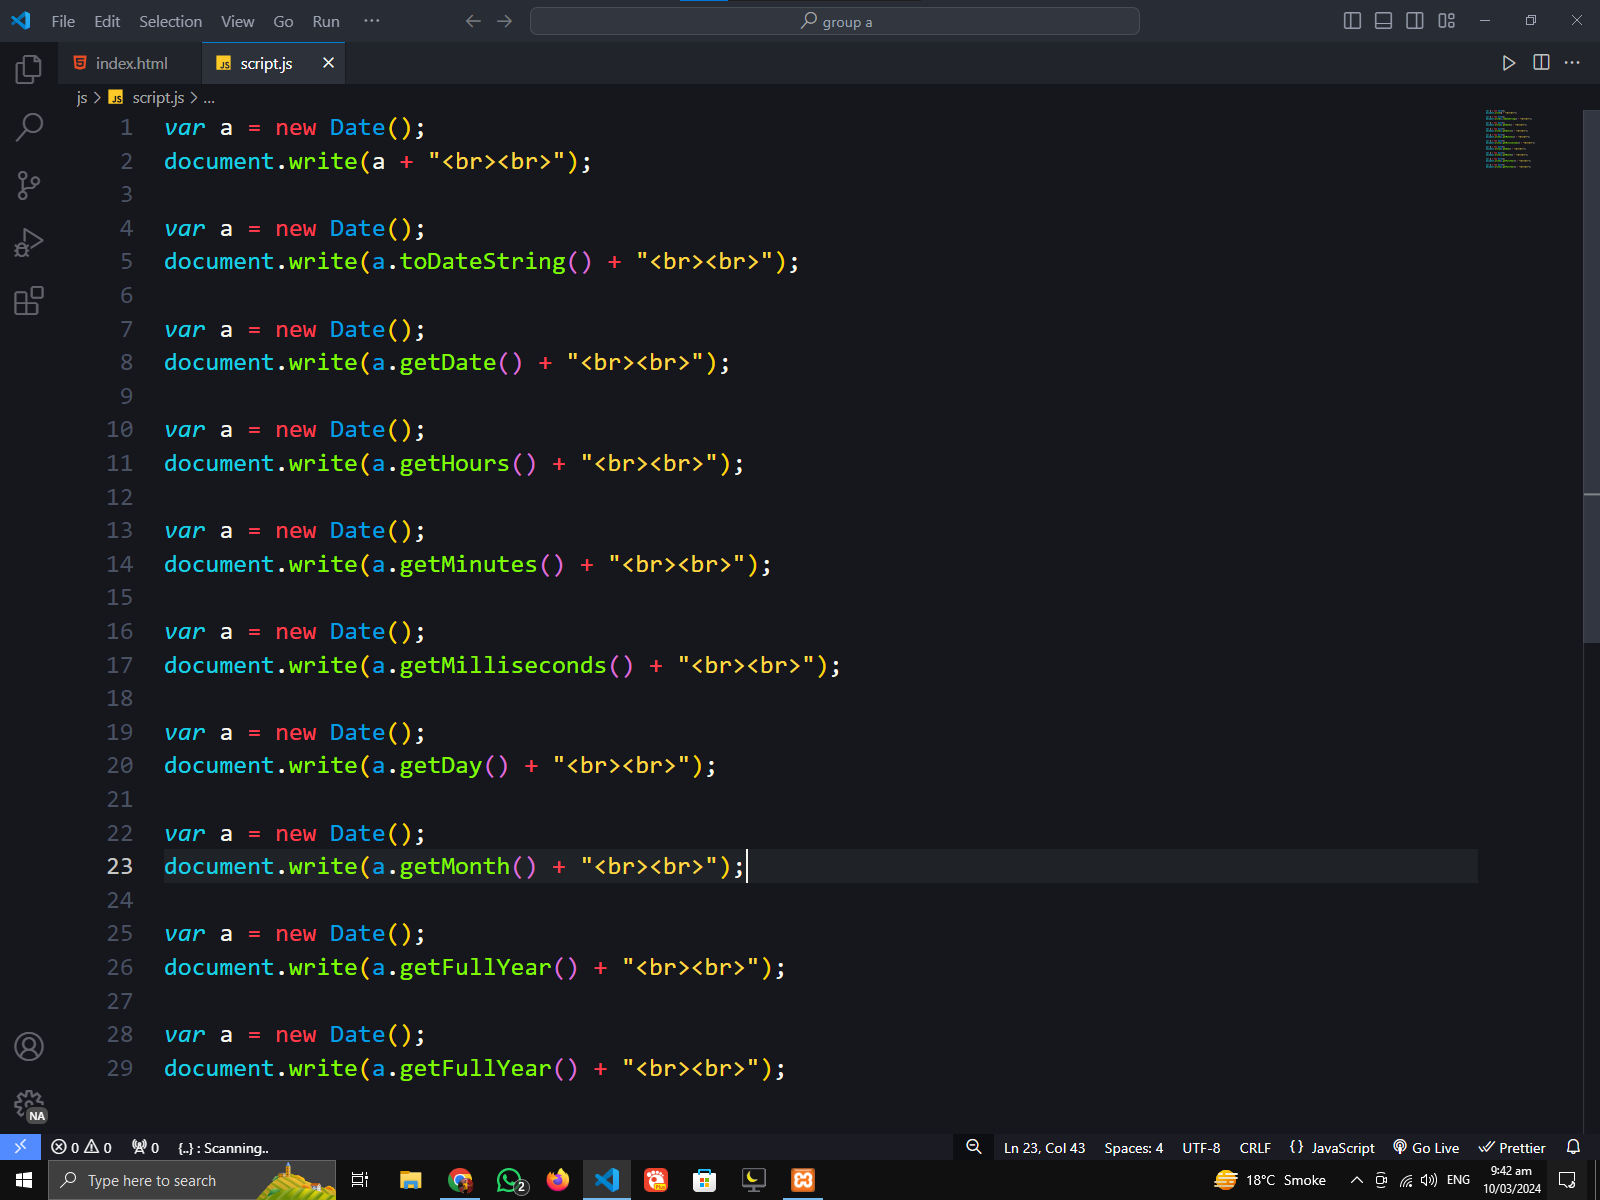 File Edit Selection View Go Run ···
group a
index.html
script.js
js > script.js > ...
1 var a = new Date();
2 document.write(a + "<br><br>");
3
4 var a = new Date();
5 document.write(a.toDateString() + "<br><br>");
6
7 var a = new Date();
8 document.write(a.getDate() + "<br><br>");
9
10 var a = new Date();
11 document.write(a.getHours() + "<br><br>");
12
13 var a = new Date();
14 document.write(a.getMinutes() + "<br><br>");
15
16 var a = new Date();
17 document.write(a.getMilliseconds() + "<br><br>");
18
19 var a = new Date();
20 document.write(a.getDay() + "<br><br>");
21
22 var a = new Date();
23 document.write(a.getMonth() + "<br><br>");
24
25 var a = new Date();
26 document.write(a.getFullYear() + "<br><br>");
27
28 var a = new Date();
29 document.write(a.getFullYear() + "<br><br>");
NA
0 0 0 {..} : Scanning.. Ln 23, Col 43 Spaces: 4 UTF-8 CRLF {} JavaScript Go Live Prettier
Type here to search 2 18°C Smoke ENG 9:42 am
10/03/2024